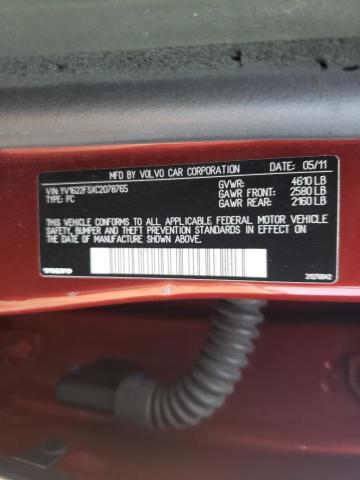 MFD BY VOLVO CAR CORPORATION DATE: 05/11
VIN: YV1622FSXC2078765 GVWR: 4610 LB
TYPE: PC GAWR FRONT: 2580 LB
GAWR REAR: 2160 LB
THIS VEHICLE CONFORMS TO ALL APPLICABLE FEDERAL MOTOR VEHICLE
SAFETY, BUMPER AND THEFT PREVENTION STANDARDS IN EFFECT ON
THE DATE OF MANUFACTURE SHOWN ABOVE.
VOLVO 31276842